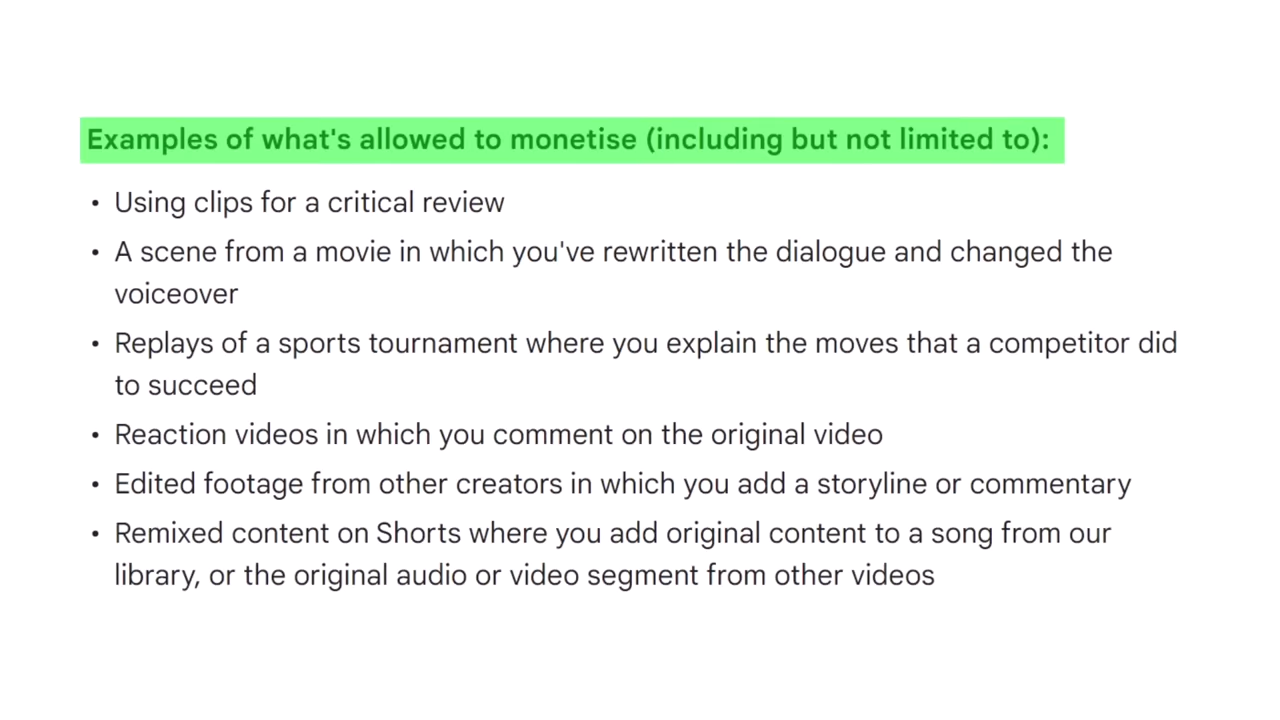 Examples of what's allowed to monetise (including but not limited to):
• Using clips for a critical review
• A scene from a movie in which you've rewritten the dialogue and changed the
voiceover
• Replays of a sports tournament where you explain the moves that a competitor did
to succeed
• Reaction videos in which you comment on the original video
• Edited footage from other creators in which you add a storyline or commentary
• Remixed content on Shorts where you add original content to a song from our
library, or the original audio or video segment from other videos